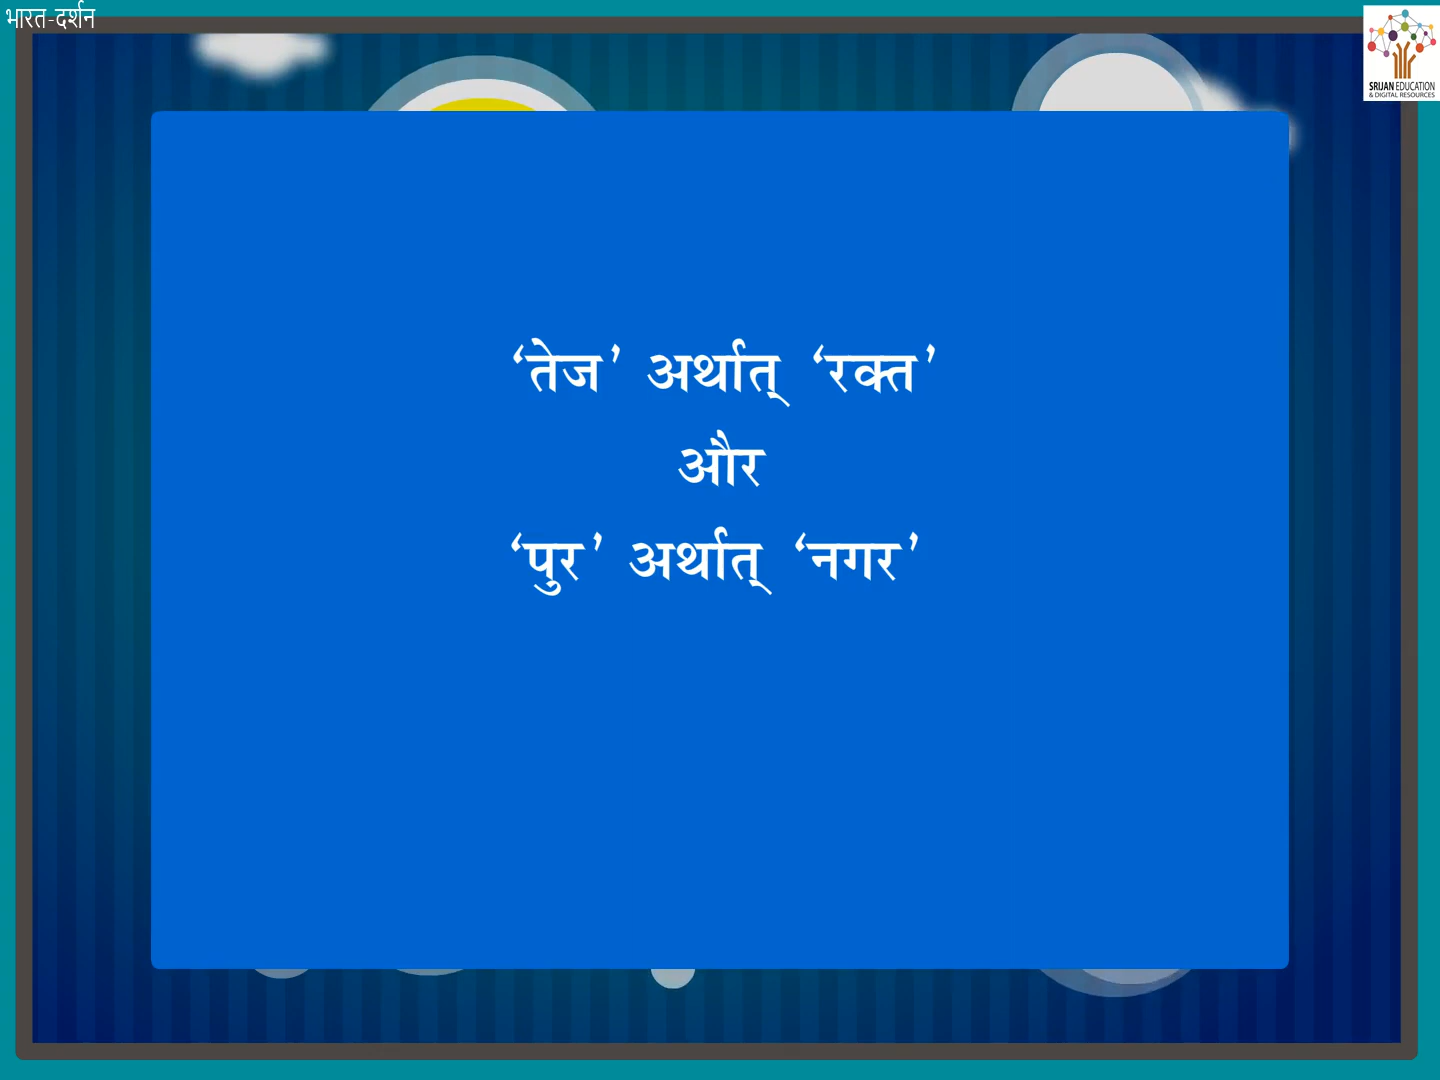 भारत-दर्शन
SRIJAN EDUCATION
& DIGITAL RESOURCES
‘तेज’ अर्थात् ‘रक्त’
और
‘पुर’ अर्थात् ‘नगर’